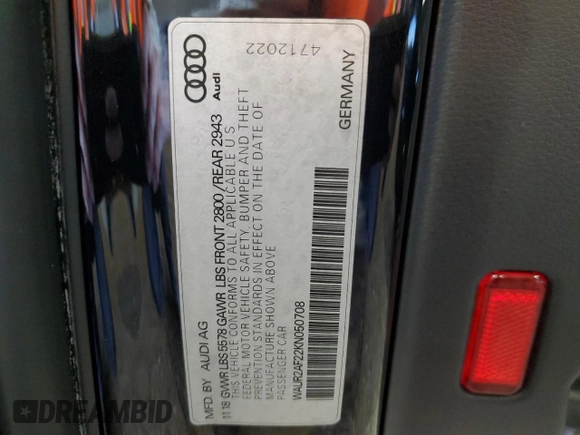 MFD. BY AUDI AG
11 18 GVWR LBS 5578 GAWR LBS FRONT 2800 / REAR 2943
THIS VEHICLE CONFORMS TO ALL APPLICABLE U S
FEDERAL MOTOR VEHICLE SAFETY, BUMPER AND THEFT
PREVENTION STANDARDS IN EFFECT ON THE DATE OF
MANUFACTURE SHOWN ABOVE
PASSENGER CAR
WAUR2AF22KN050708
GERMANY
Audi
4712022
DREAMBID